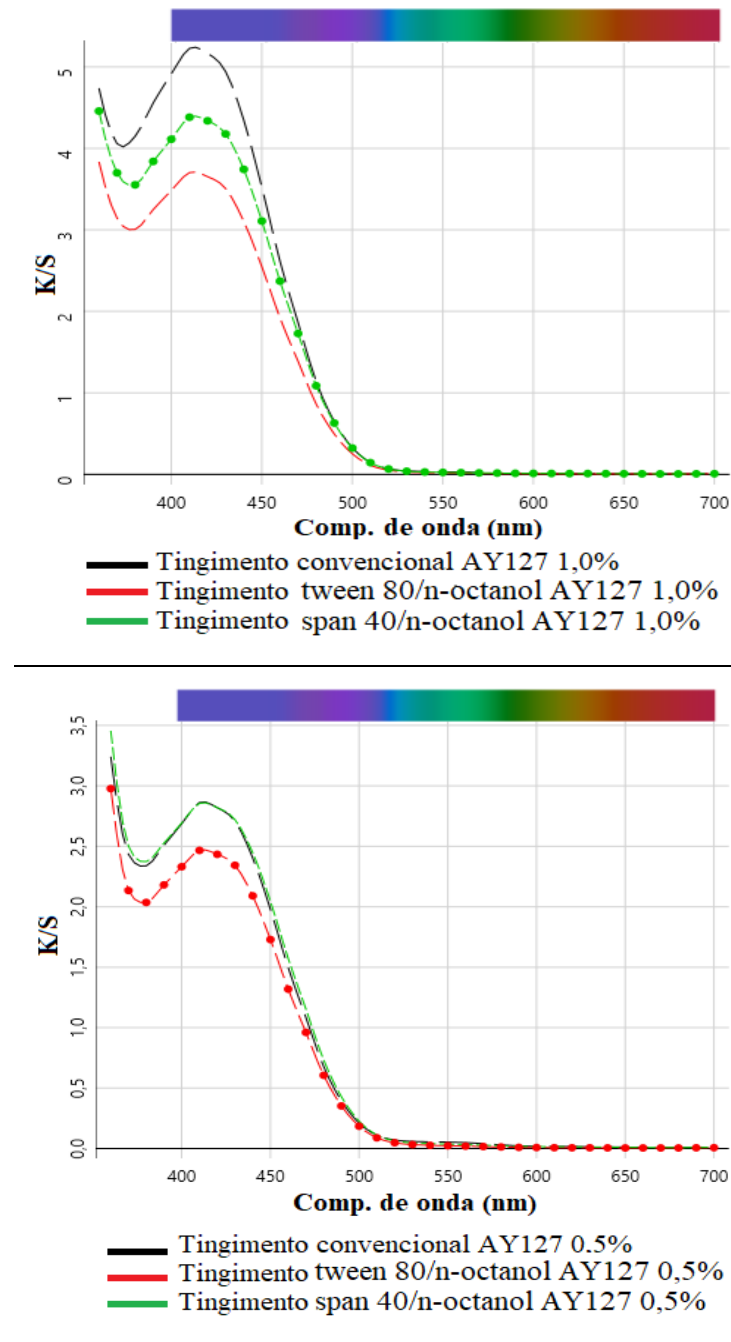 5
4
3
2
1
0
K/S
400 450 500 550 600 650 700
Comp. de onda (nm)
Tingimento convencional AY127 1,0%
Tingimento tween 80/n-octanol AY127 1,0%
Tingimento span 40/n-octanol AY127 1,0%
3,5
3,0
2,5
2,0
1,5
1,0
0,5
0,0
K/S
400 450 500 550 600 650 700
Comp. de onda (nm)
Tingimento convencional AY127 0.5%
Tingimento tween 80/n-octanol AY127 0,5%
Tingimento span 40/n-octanol AY127 0,5%